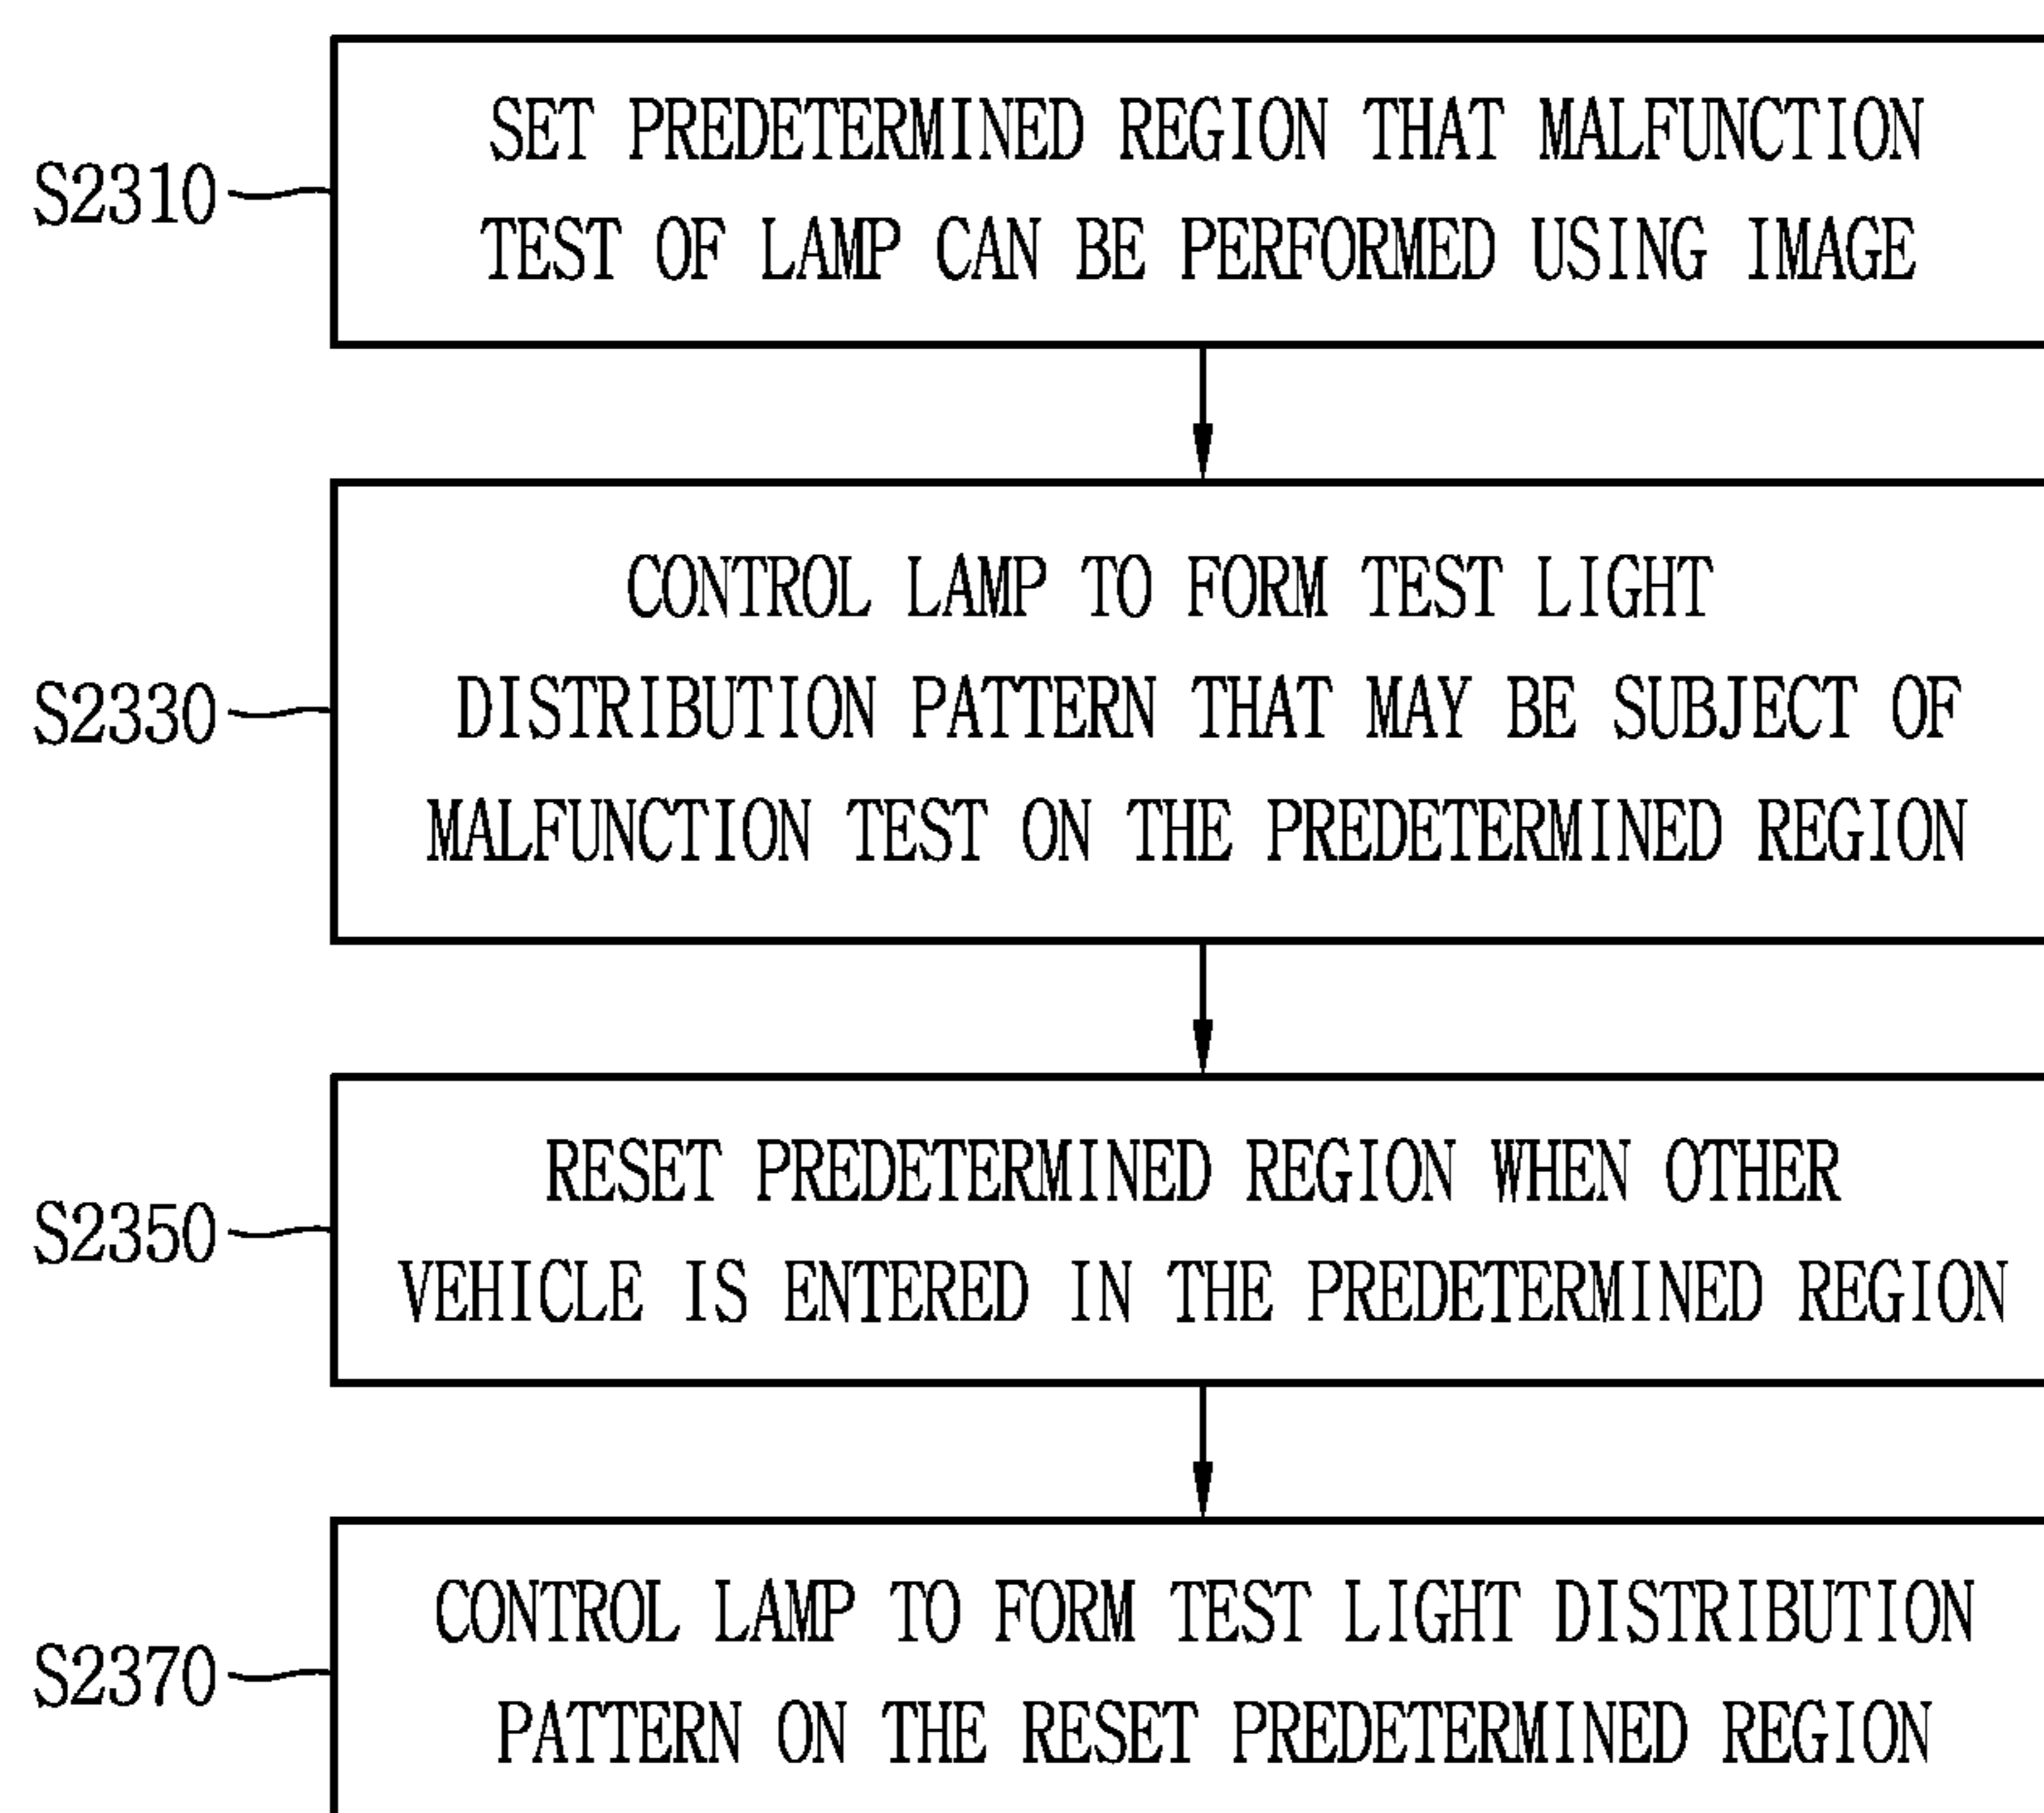 S2310
SET PREDETERMINED REGION THAT MALFUNCTION
TEST OF LAMP CAN BE PERFORMED USING IMAGE
S2330
CONTROL LAMP TO FORM TEST LIGHT
DISTRIBUTION PATTERN THAT MAY BE SUBJECT OF
MALFUNCTION TEST ON THE PREDETERMINED REGION
S2350
RESET PREDETERMINED REGION WHEN OTHER
VEHICLE IS ENTERED IN THE PREDETERMINED REGION
S2370
CONTROL LAMP TO FORM TEST LIGHT DISTRIBUTION
PATTERN ON THE RESET PREDETERMINED REGION